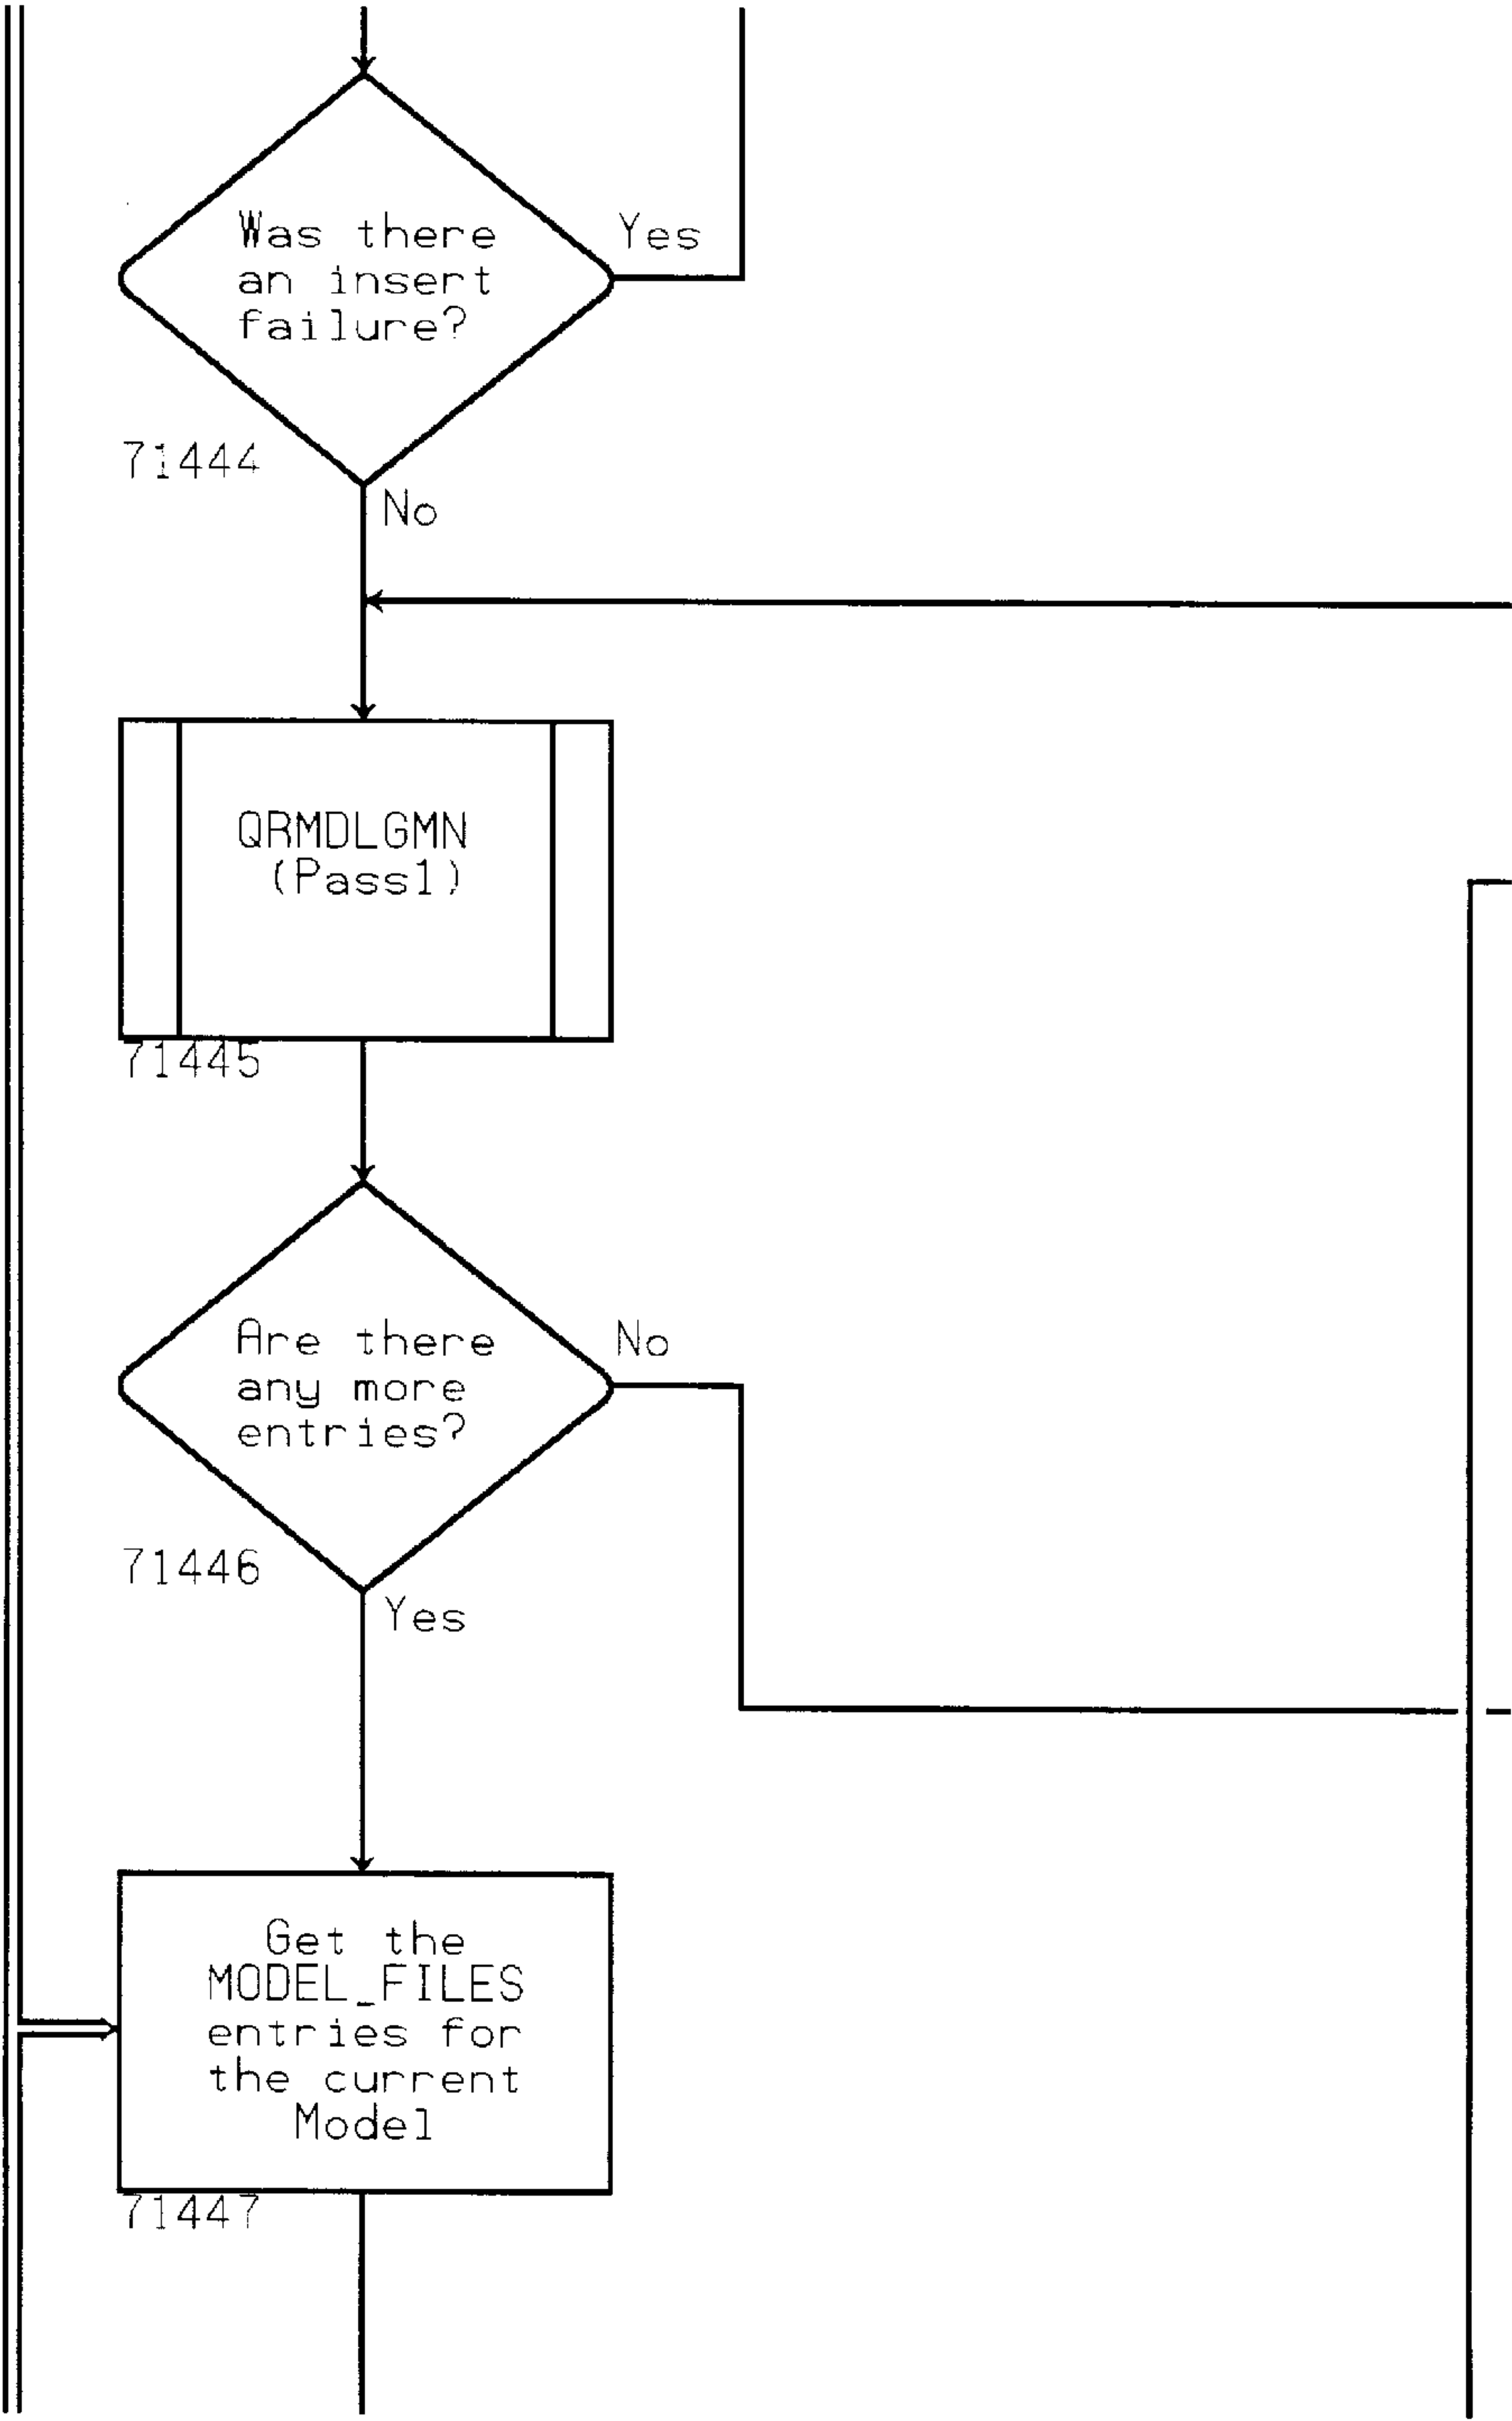 Was there
an insert
failure?
Yes
71444
No
QRMDLGMN
(Pass1)
71445
Are there
any more
entries?
No
71446
Yes
Get the
MODEL_FILES
entries for
the current
Model
71447